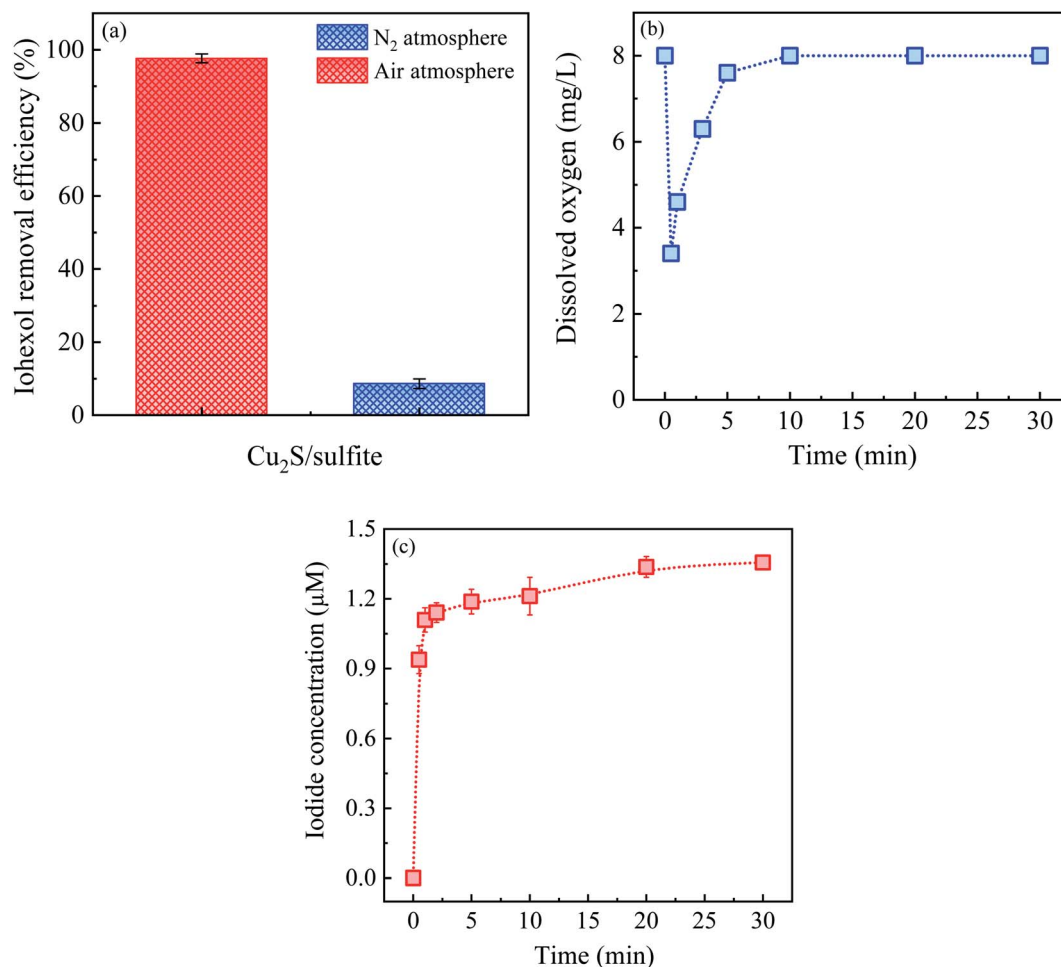 (a)
N₂ atmosphere
Air atmosphere
Iohexol removal efficiency (%)
100
80
60
40
20
0
Cu₂S/sulfite
(b)
Dissolved oxygen (mg/L)
8
6
4
2
0
0 5 10 15 20 25 30
Time (min)
(c)
Iodide concentration (μM)
1.5
1.2
0.9
0.6
0.3
0.0
0 5 10 15 20 25 30
Time (min)